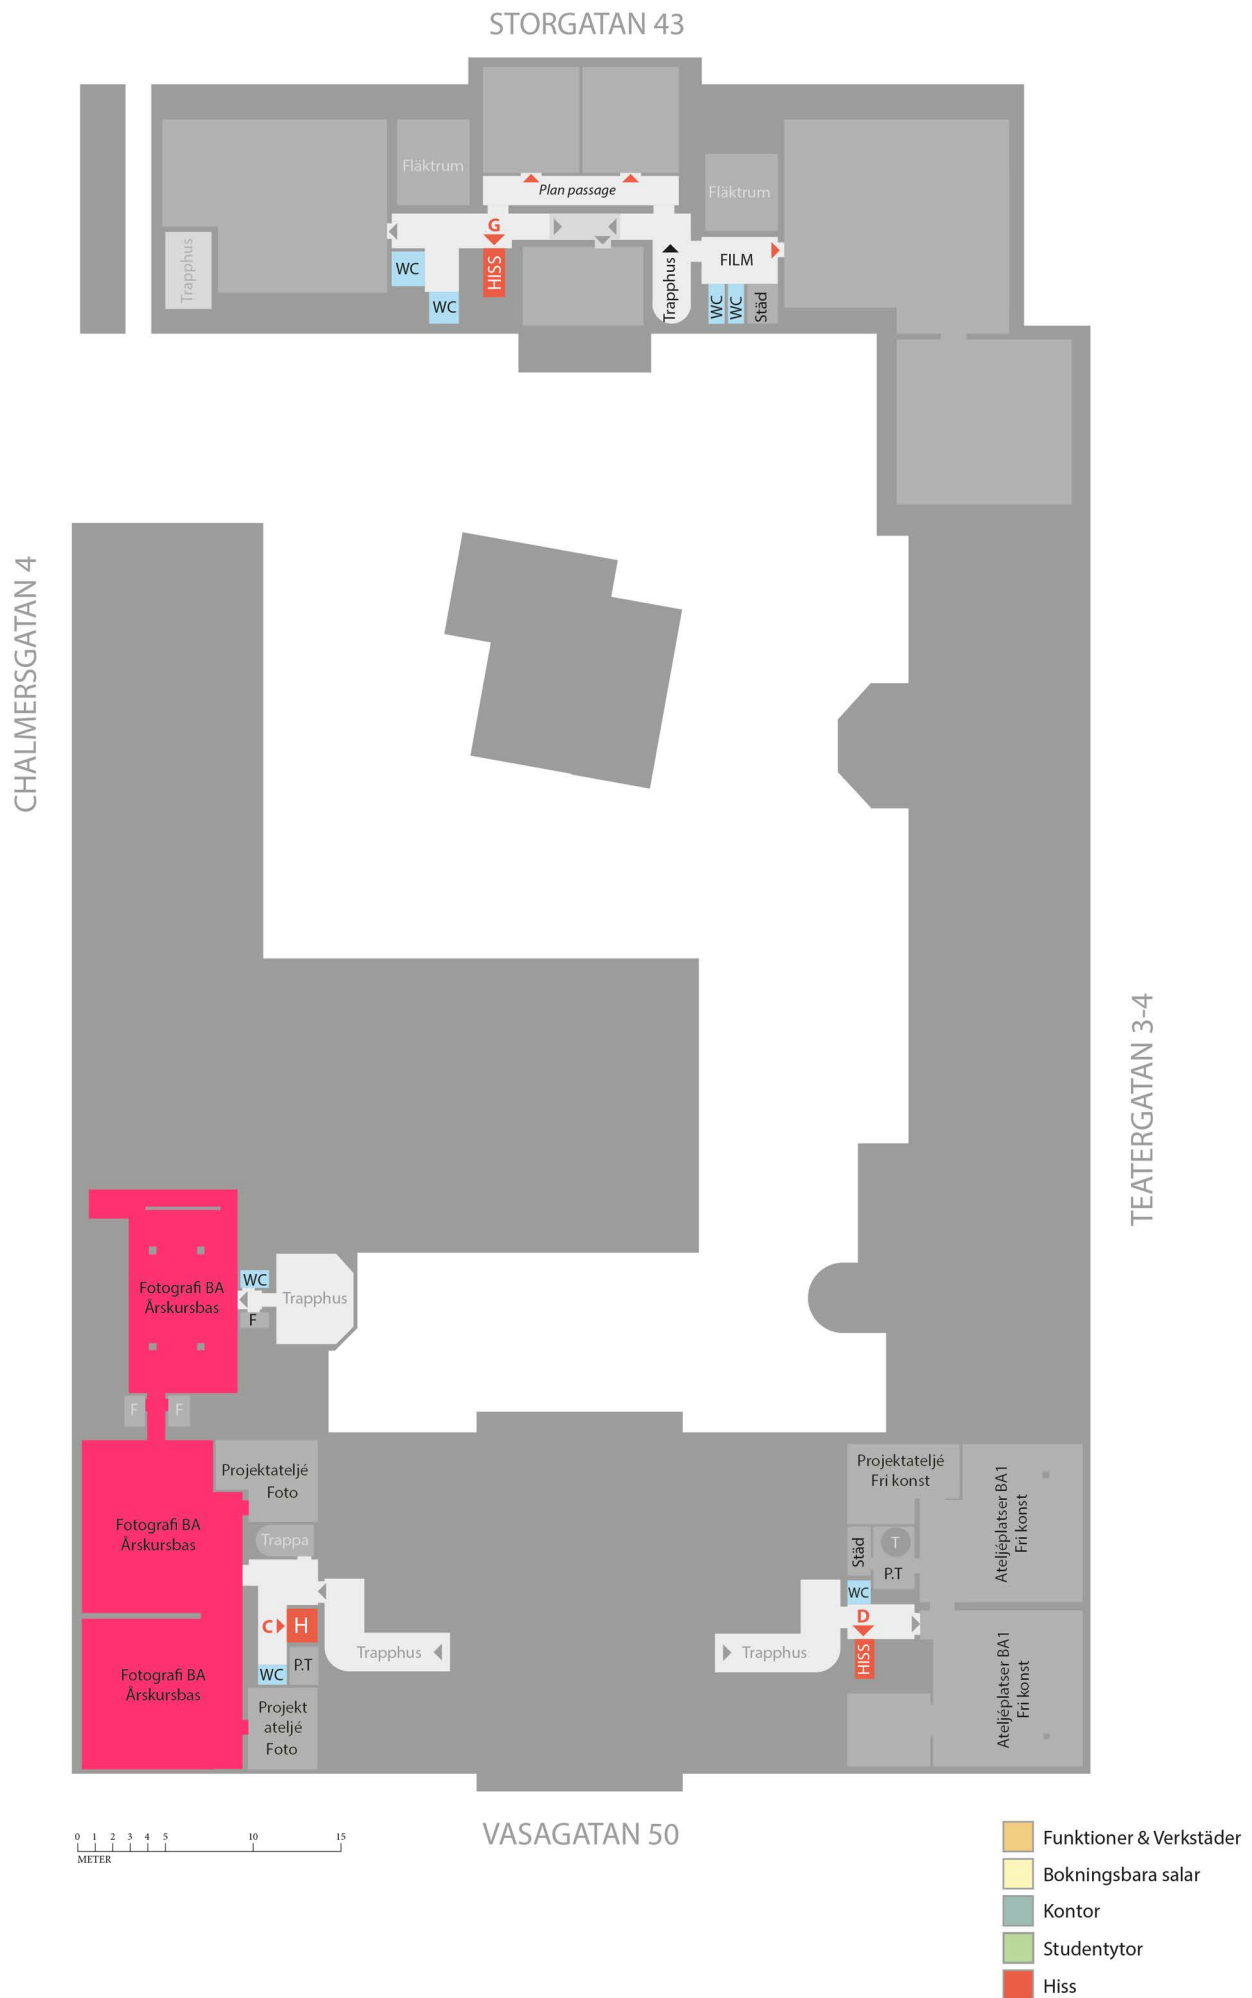 STORGATAN 43
Fläktrum
Plan passage
Fläktrum
Trapphus
G
WC
HISS
Trapphus
FILM
WC
WC
WC
Städ
CHALMERSGATAN 4
TEATERGATAN 3-4
Fotografi BA
Årskursbas
WC
F
Trapphus
F
F
Projektateljé
Foto
Fotografi BA
Årskursbas
Trappa
C
H
Trapphus
WC
P.T
Fotografi BA
Årskursbas
Projekt
ateljé
Foto
Projektateljé
Fri konst
Ateljéplatser BA1
Fri konst
Städ
T
P.T
WC
D
Trapphus
HISS
Ateljéplatser BA1
Fri konst
VASAGATAN 50
0 1 2 3 4 5 10 15
METER
Funktioner & Verkstäder
Bokningsbara salar
Kontor
Studentytor
Hiss